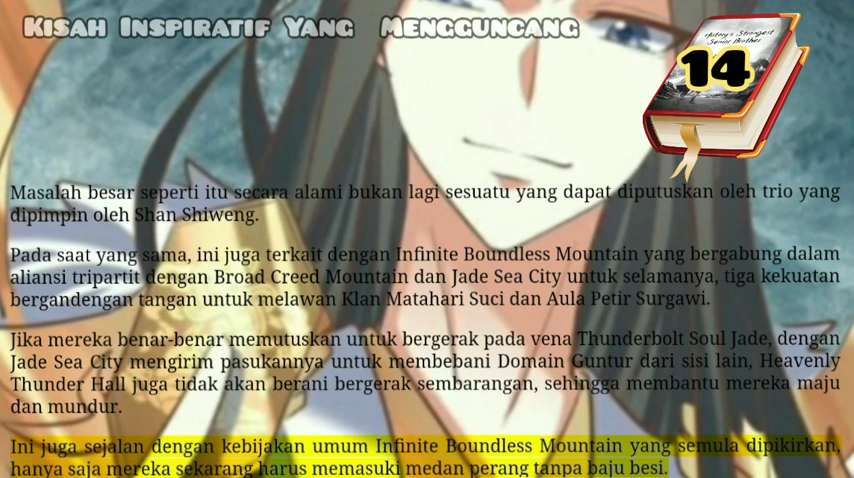 Kisah Inspiratif Yang Menggungcang
History's Strongest
Senior Brother
14
Masalah besar seperti itu secara alami bukan lagi sesuatu yang dapat diputuskan oleh trio yang
dipimpin oleh Shan Shiweng.
Pada saat yang sama, ini juga terkait dengan Infinite Boundless Mountain yang bergabung dalam
aliansi tripartit dengan Broad Creed Mountain dan Jade Sea City untuk selamanya, tiga kekuatan
bergandengan tangan untuk melawan Klan Matahari Suci dan Aula Petir Surgawi.
Jika mereka benar-benar memutuskan untuk bergerak pada vena Thunderbolt Soul Jade, dengan
Jade Sea City mengirim pasukannya untuk membebani Domain Guntur dari sisi lain, Heavenly
Thunder Hall juga tidak akan berani bergerak sembarangan, sehingga membantu mereka maju
dan mundur.
Ini juga sejalan dengan kebijakan umum Infinite Boundless Mountain yang semula dipikirkan,
hanya saja mereka sekarang harus memasuki medan perang tanpa baju besi.